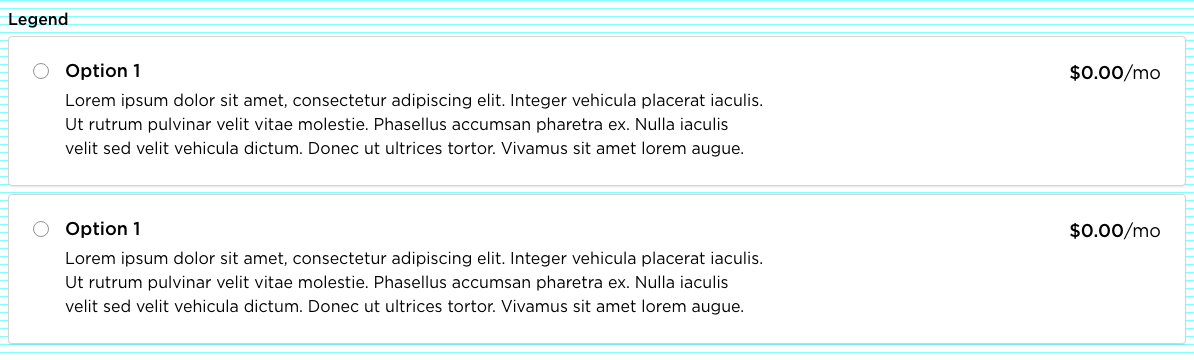 Legend
Option 1
$0.00/mo
Lorem ipsum dolor sit amet, consectetur adipiscing elit. Integer vehicula placerat iaculis.
Ut rutrum pulvinar velit vitae molestie. Phasellus accumsan pharetra ex. Nulla iaculis
velit sed velit vehicula dictum. Donec ut ultrices tortor. Vivamus sit amet lorem augue.
Option 1
$0.00/mo
Lorem ipsum dolor sit amet, consectetur adipiscing elit. Integer vehicula placerat iaculis.
Ut rutrum pulvinar velit vitae molestie. Phasellus accumsan pharetra ex. Nulla iaculis
velit sed velit vehicula dictum. Donec ut ultrices tortor. Vivamus sit amet lorem augue.